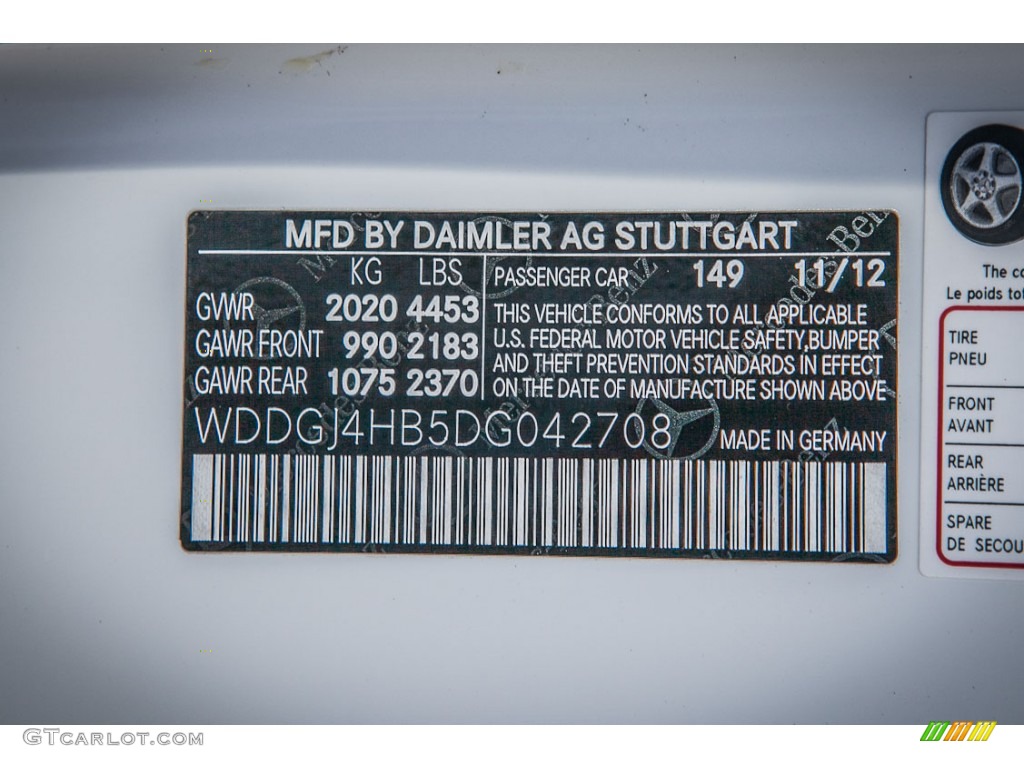 MFD BY DAIMLER AG STUTTGART
KG LBS
GVWR 2020 4453
GAWR FRONT 990 2183
GAWR REAR 1075 2370
PASSENGER CAR 149 11/12
THIS VEHICLE CONFORMS TO ALL APPLICABLE
U.S. FEDERAL MOTOR VEHICLE SAFETY,BUMPER
AND THEFT PREVENTION STANDARDS IN EFFECT
ON THE DATE OF MANUFACTURE SHOWN ABOVE
WDDGJ4HB5DG042708
MADE IN GERMANY
The co
Le poids tot
TIRE
PNEU
FRONT
AVANT
REAR
ARRIÈRE
SPARE
DE SECOU
GTCARLOT.COM